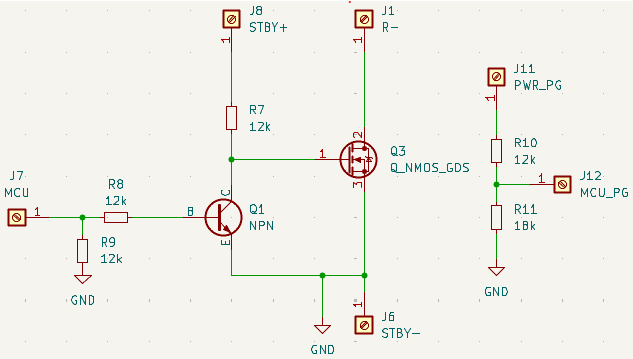 J8
STBY+
1
J1
R-
1
J11
PWR_PG
1
R7
12k
R10
12k
1
2
3
Q3
Q_NMOS_GDS
J12
MCU_PG
1
J7
MCU
1
R8
12k
B
C
E
Q1
NPN
R11
18k
R9
12k
GND
GND
GND
1
J6
STBY-